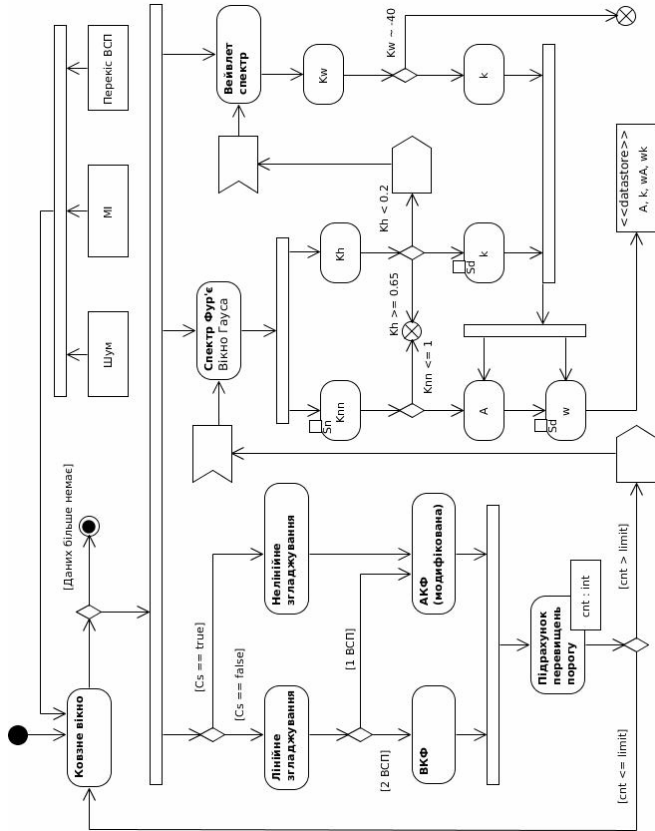 Ковзне вікно
[Даних більше немає]
Шум
МІ
Перекіс ВСП
[Cs == true]
[Cs == false]
Лінійне
згладжування
Нелінійне
згладжування
[1 ВСП]
[2 ВСП]
ВКФ
АКФ
(модифікована)
Підрахунок
перевищень
порогу
cnt : int
[cnt <= limit]
[cnt > limit]
Спектр Фур'є
Вікно Гауса
Knn
Sn
Kh
Knn <= 1
Kh >= 0.65
Kh < 0.2
A
k
Sd
w
Sd
Вейвлет
спектр
Kw
Kw ~ -40
k
<<datastore>>
A, k, wA, wk